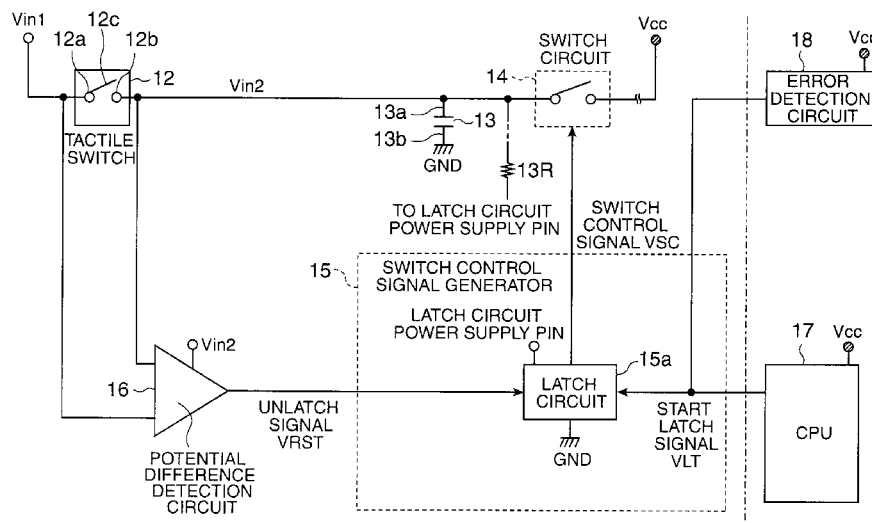 Vin1
12a
12c
12b
12
TACTILE
SWITCH
Vin2
13a
13
13b
GND
13R
TO LATCH CIRCUIT
POWER SUPPLY PIN
SWITCH
CIRCUIT
14
Vcc
SWITCH
CONTROL
SIGNAL VSC
18
Vcc
ERROR
DETECTION
CIRCUIT
15
SWITCH CONTROL
SIGNAL GENERATOR
LATCH CIRCUIT
POWER SUPPLY PIN
15a
LATCH
CIRCUIT
GND
16
Vin2
UNLATCH
SIGNAL
VRST
POTENTIAL
DIFFERENCE
DETECTION
CIRCUIT
START
LATCH
SIGNAL
VLT
17
Vcc
CPU